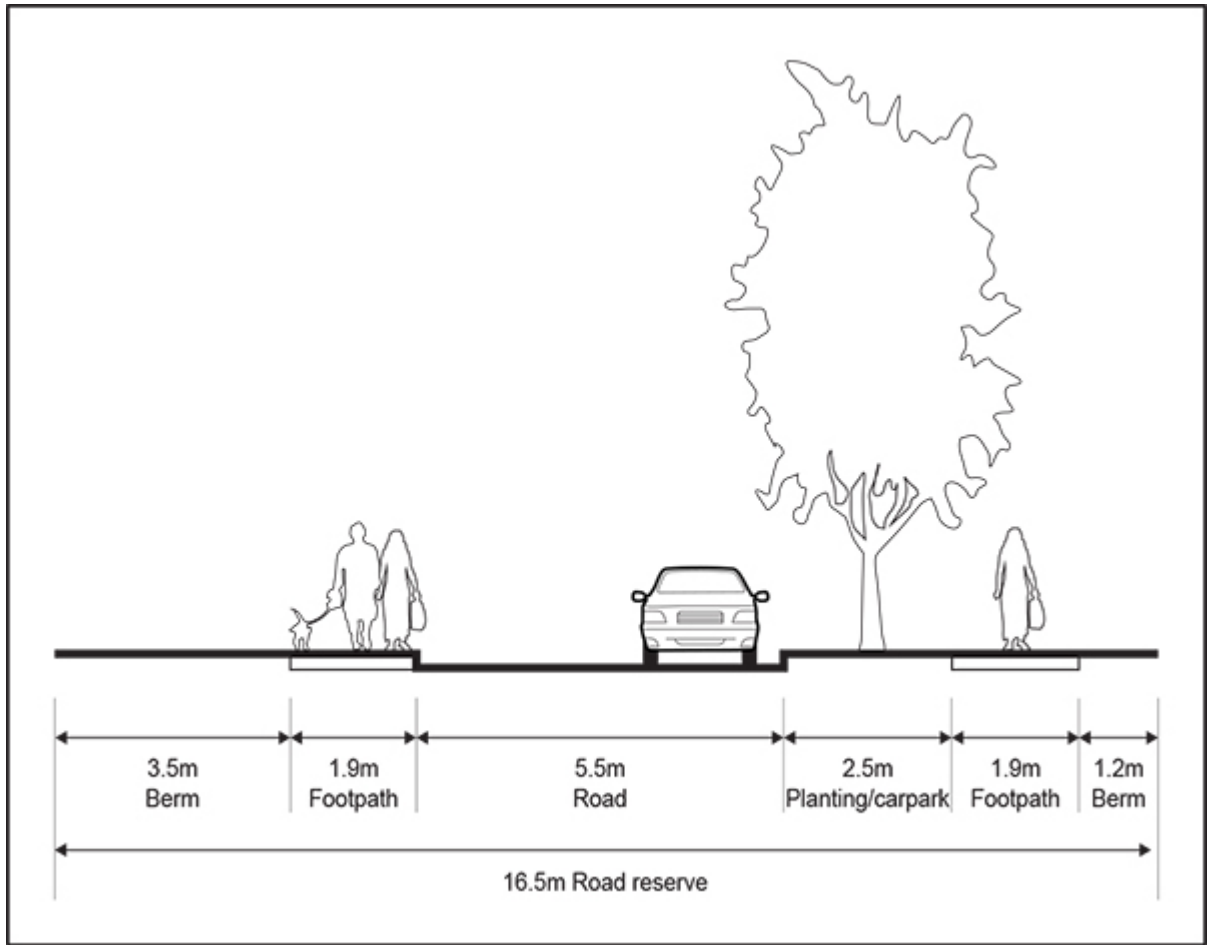 3.5m
Berm
1.9m
Footpath
5.5m
Road
2.5m
Planting/carpark
1.9m
Footpath
1.2m
Berm
16.5m Road reserve